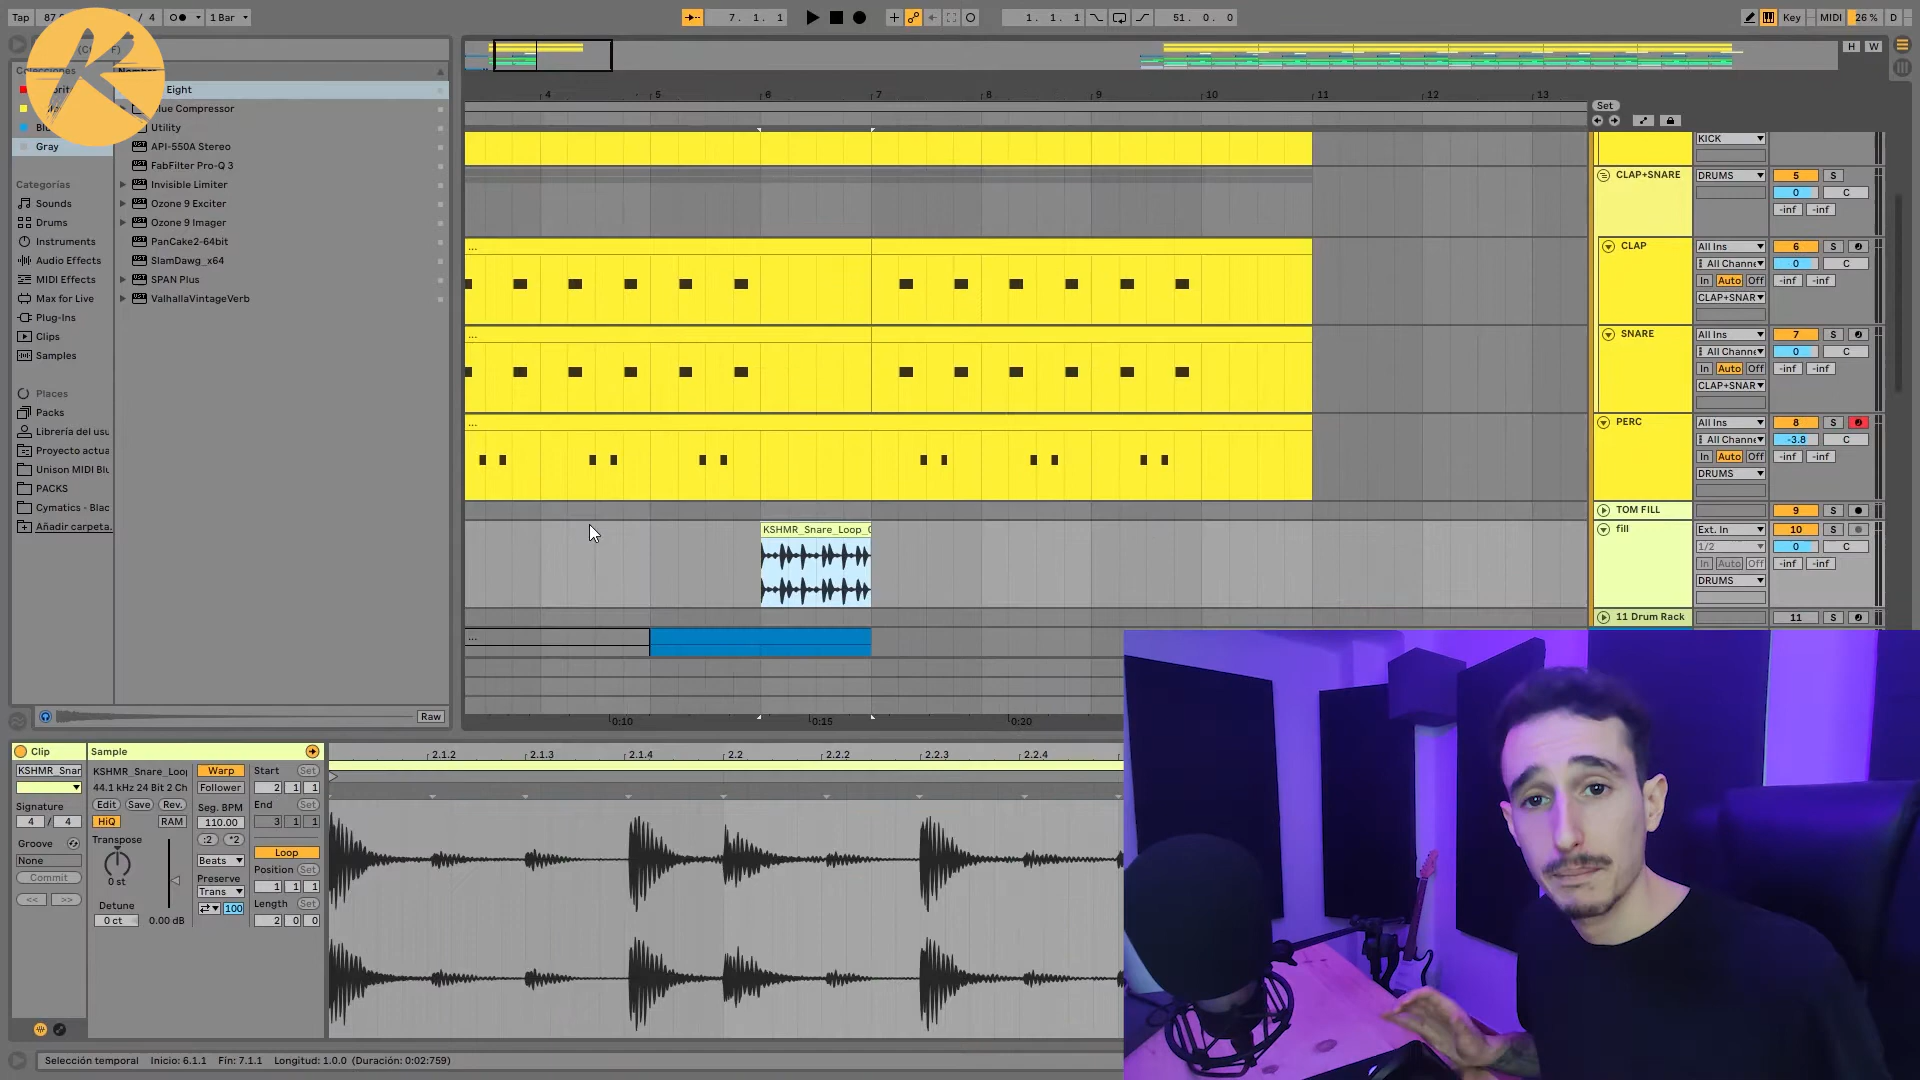 Tap 87 / 4 1 Bar 7. 1. 1 1. 1. 1 51. 0. 0 Key MIDI 26 % D
H W
Colecciones
Eight
Blue Compressor
Utility
Gray
API-550A Stereo
FabFilter Pro-Q 3
Invisible Limiter
Ozone 9 Exciter
Ozone 9 Imager
PanCake2-64bit
SlamDawg_x64
SPAN Plus
ValhallaVintageVerb
Categorías
Sounds
Drums
Instruments
Audio Effects
MIDI Effects
Max for Live
Plug-Ins
Clips
Samples
Places
Packs
Librería del usu
Proyecto actua
Unison MIDI Blu
PACKS
Cymatics - Blac
Añadir carpeta.
Raw
4 5 6 7 8 9 10 11 12 13
Set
KICK
CLAP+SNARE DRUMS 5 S
0 C
-inf -inf
... CLAP All Ins 6 S
All Channe 0 C
In Auto Off -inf -inf
CLAP+SNAR
... SNARE All Ins 7 S
All Channe 0 C
In Auto Off -inf -inf
CLAP+SNAR
... PERC All Ins 8 S
All Channe -3.8 C
In Auto Off -inf -inf
DRUMS
TOM FILL 9 S
KSHMR_Snare_Loop_0 fill Ext. In 10 S
1/2 0 C
In Auto Off -inf -inf
DRUMS
11 Drum Rack 11 S
...
0:10 0:15 0:20
Clip
KSHMR_Snar
Signature
4 / 4
Groove
None
Commit
<< >>
Sample
KSHMR_Snare_Loop
44.1 kHz 24 Bit 2 Ch
Edit Save Rev.
HiQ RAM
Transpose
0 st
Detune
0 ct 0.00 dB
Warp
Follower
Seg. BPM
110.00
:2 *2
Beats
Preserve
Trans
100
Start Set
2 1 1
End Set
3 1 1
Loop
Position Set
1 1 1
Length Set
2 0 0
2.1.2 2.1.3 2.1.4 2.2 2.2.2 2.2.3 2.2.4
Selección temporal Inicio: 6.1.1 Fín: 7.1.1 Longitud: 1.0.0 (Duración: 0:02:759)